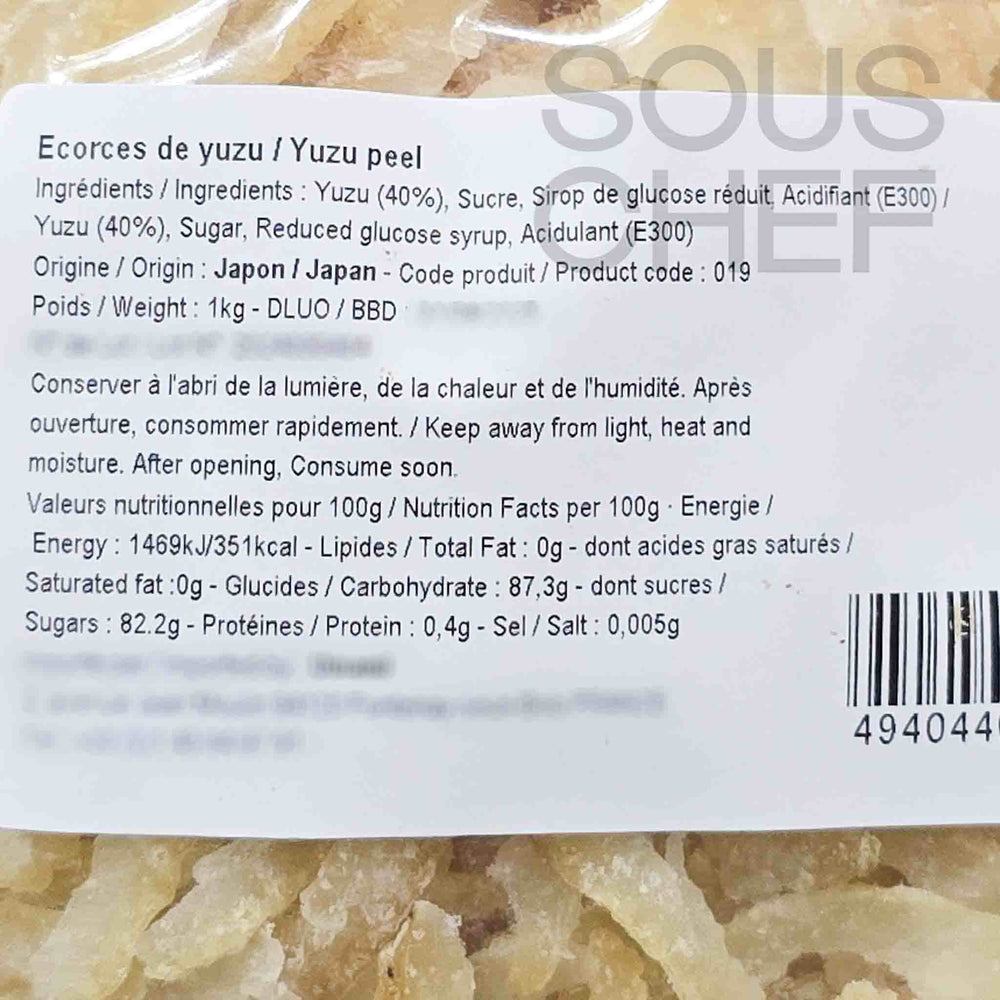 SOUS
CHEF
Ecorces de yuzu / Yuzu peel
Ingrédients / Ingredients : Yuzu (40%), Sucre, Sirop de glucose réduit, Acidifiant (E300) /
Yuzu (40%), Sugar, Reduced glucose syrup, Acidulant (E300)
Origine / Origin : Japon / Japan - Code produit / Product code : 019
Poids / Weight : 1kg - DLUO / BBD
Conserver à l'abri de la lumière, de la chaleur et de l'humidité. Après
ouverture, consommer rapidement. / Keep away from light, heat and
moisture. After opening, Consume soon.
Valeurs nutritionnelles pour 100g / Nutrition Facts per 100g · Energie /
Energy : 1469kJ/351kcal - Lipides / Total Fat : 0g - dont acides gras saturés /
Saturated fat :0g - Glucides / Carbohydrate : 87,3g - dont sucres /
Sugars : 82.2g - Protéines / Protein : 0,4g - Sel / Salt : 0,005g
494044